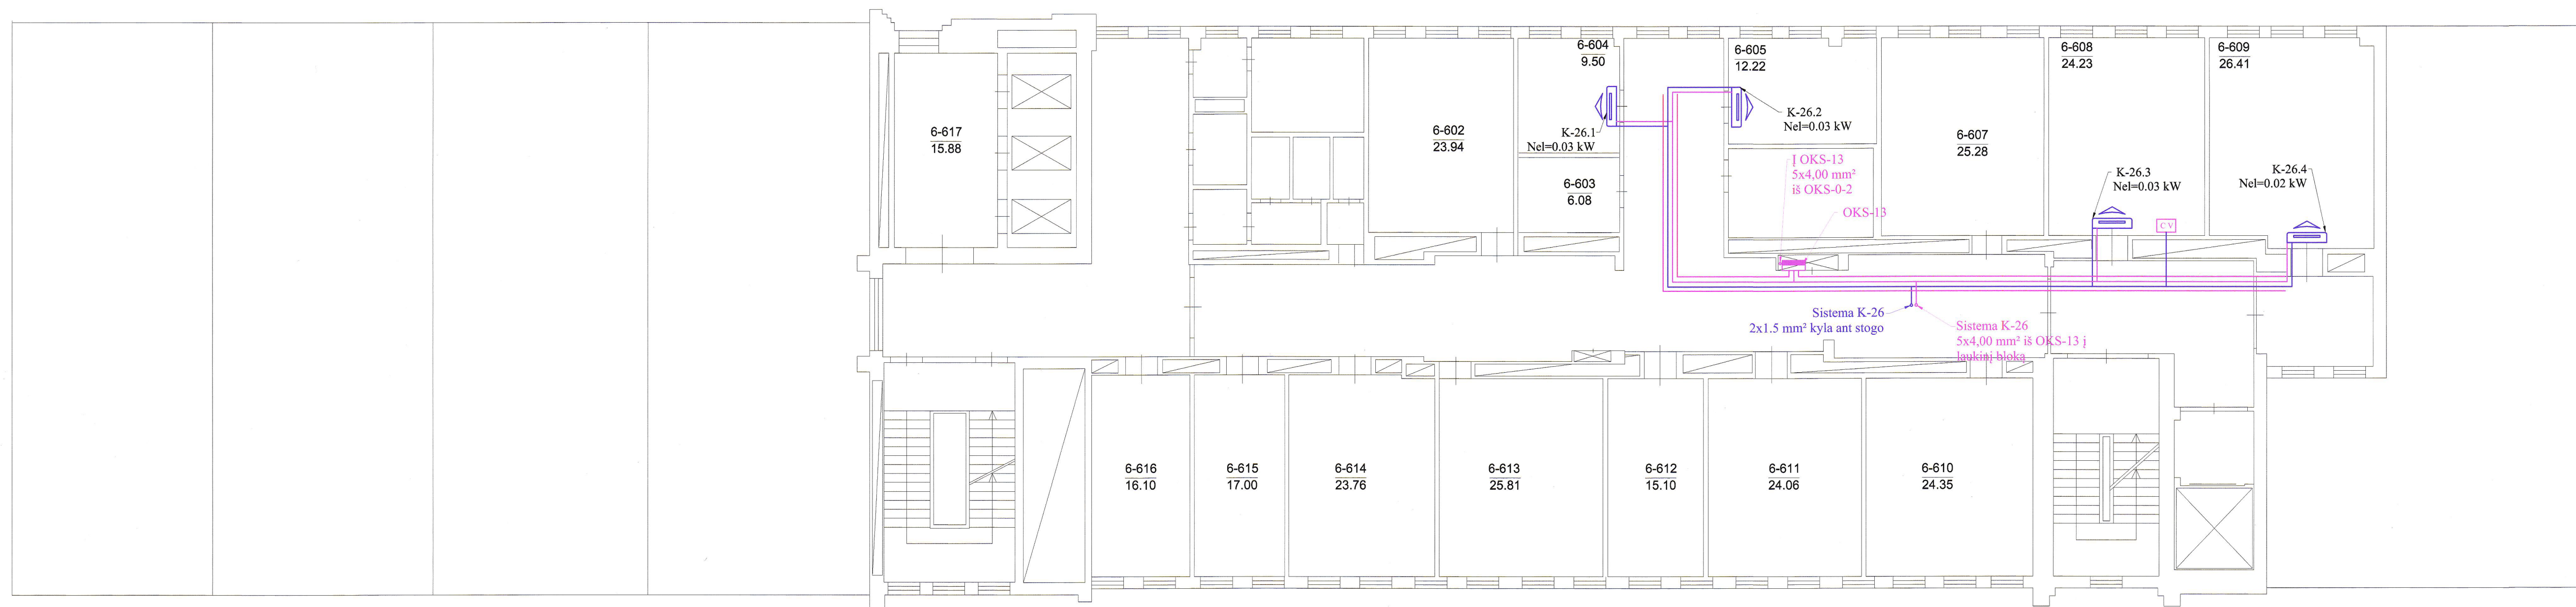 6-604
9.50
6-605
12.22
6-608
24.23
6-609
26.41
K-26.2
Nel=0.03 kW
K-26.1
Nel=0.03 kW
6-617
15.88
6-602
23.94
6-607
25.28
Į OKS-13
5x4,00 mm²
iš OKS-0-2
K-26.3
Nel=0.03 kW
K-26.4
Nel=0.02 kW
6-603
6.08
OKS-13
C V
Sistema K-26
2x1.5 mm² kyla ant stogo
Sistema K-26
5x4,00 mm² iš OKS-13 į
laukinį bloką
6-616
16.10
6-615
17.00
6-614
23.76
6-613
25.81
6-612
15.10
6-611
24.06
6-610
24.35